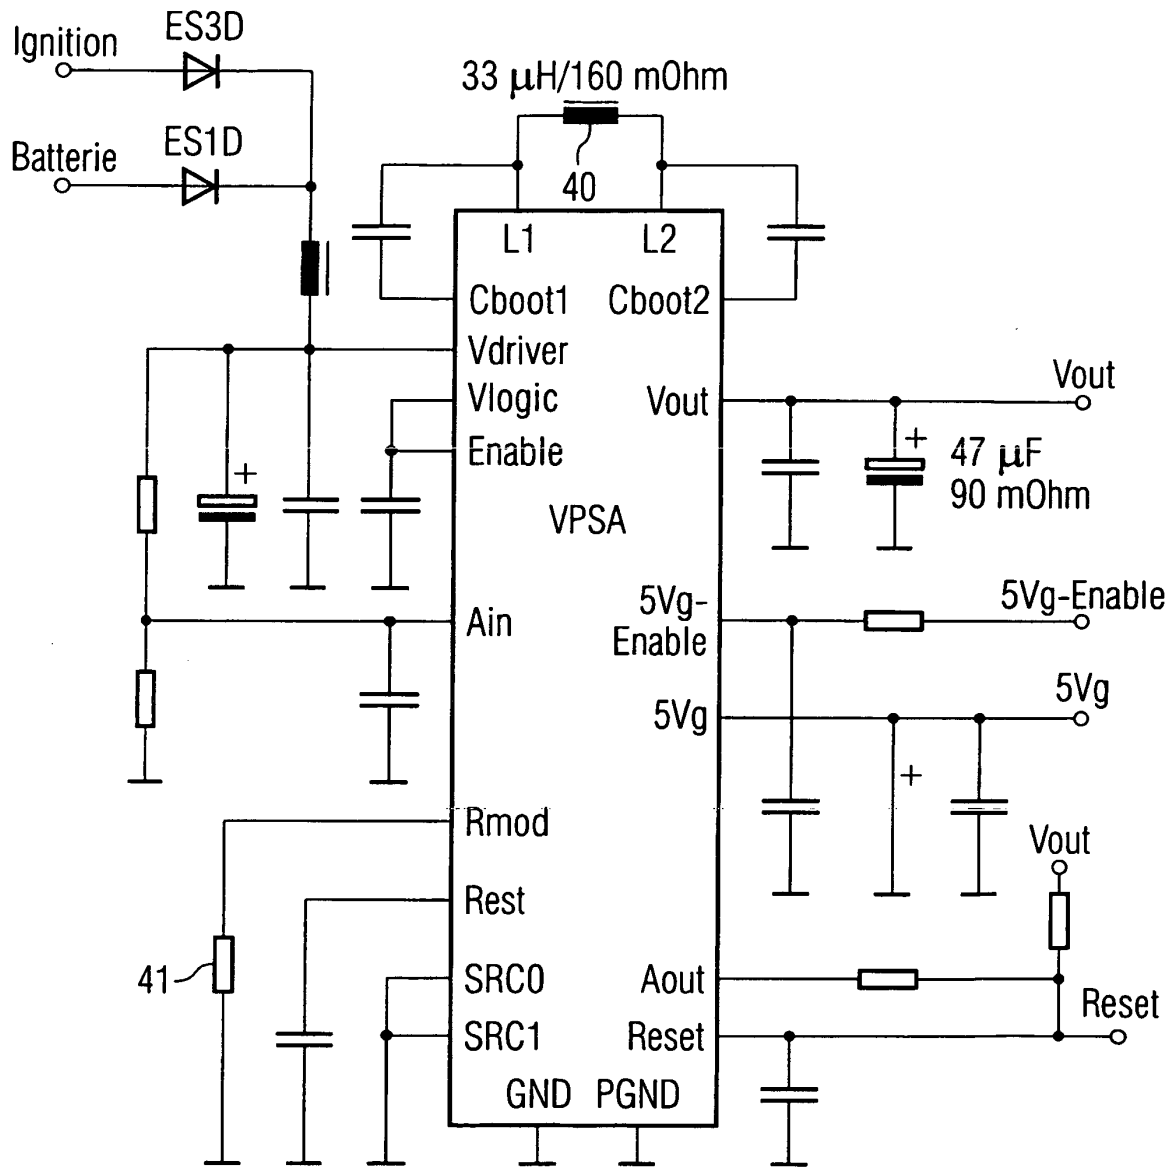 Ignition
ES3D
Batterie
ES1D
33 µH/160 mOhm
40
L1
L2
Cboot1
Cboot2
Vdriver
Vlogic
Enable
Vout
Vout
+
+
47 µF
90 mOhm
VPSA
Ain
5Vg-
Enable
5Vg-Enable
5Vg
5Vg
+
Rmod
Vout
Rest
41
SRC0
Aout
SRC1
Reset
Reset
GND
PGND